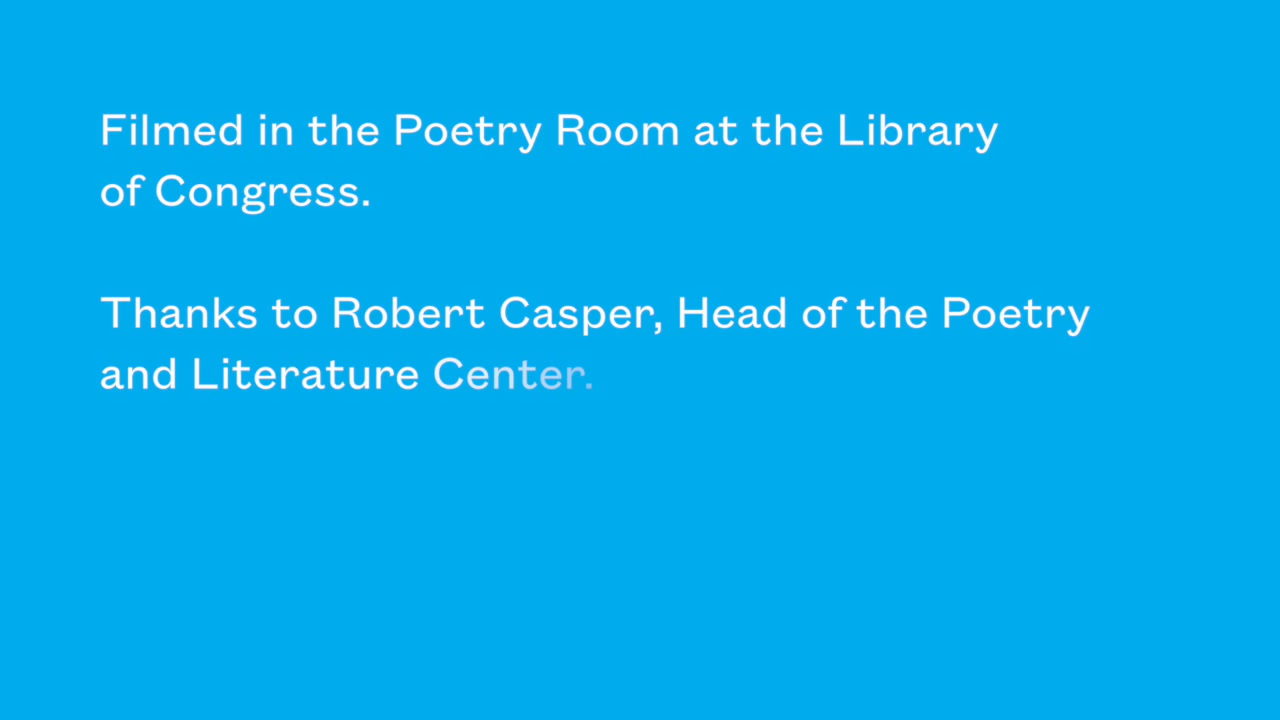 Filmed in the Poetry Room at the Library
of Congress.
Thanks to Robert Casper, Head of the Poetry
and Literature Center.